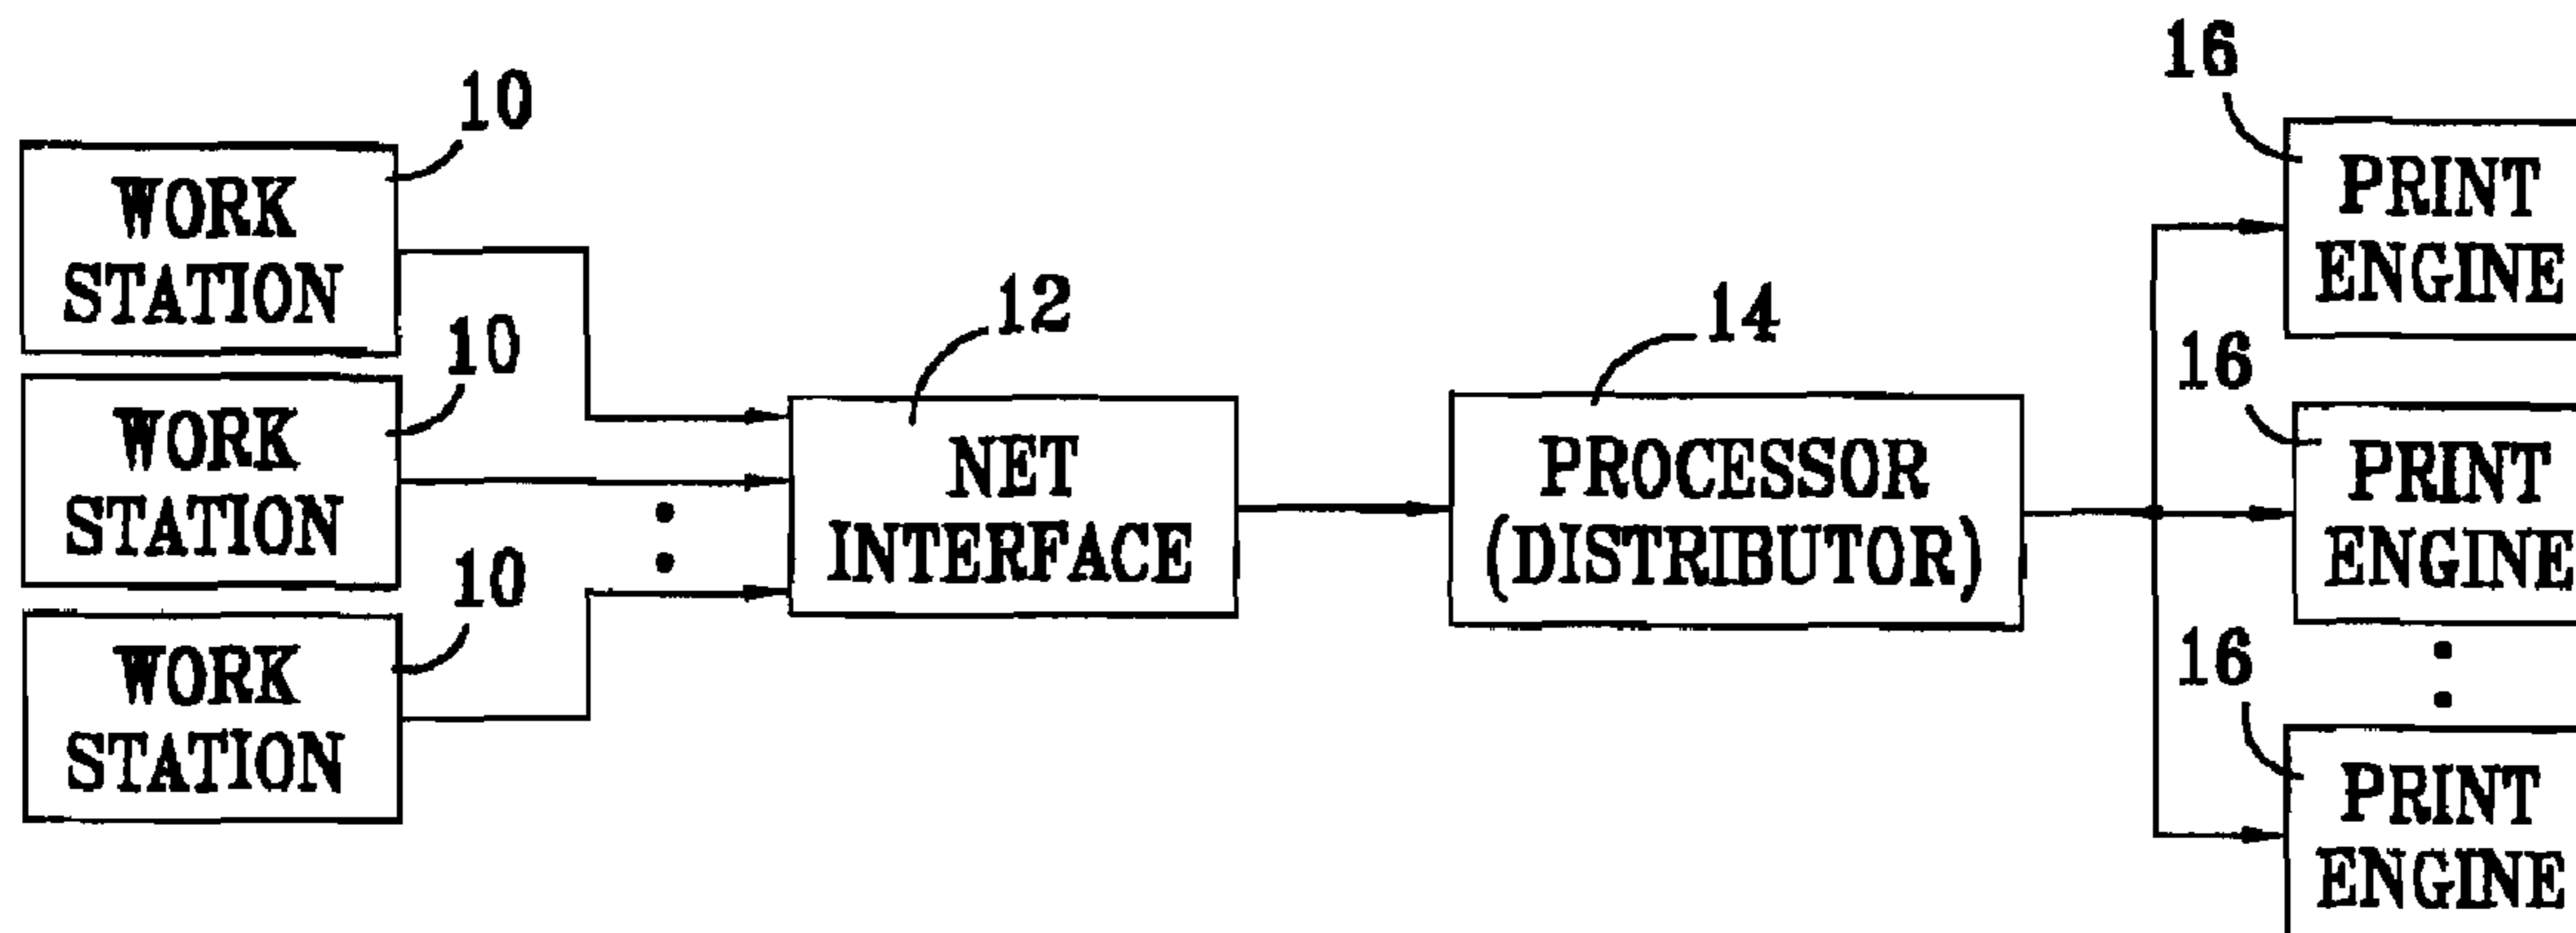 10
WORK
STATION
10
WORK
STATION
10
WORK
STATION
12
NET
INTERFACE
14
PROCESSOR
(DISTRIBUTOR)
16
PRINT
ENGINE
16
PRINT
ENGINE
16
PRINT
ENGINE